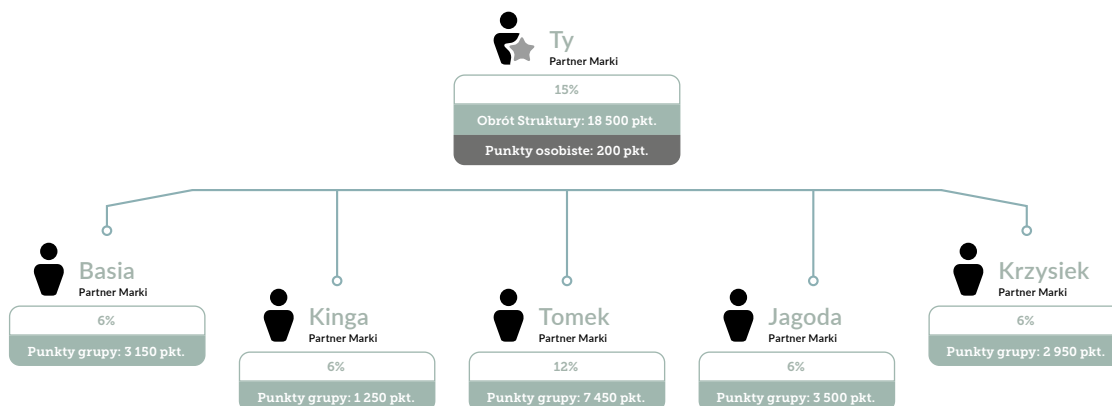 Ty
Partner Marki
15%
Obrót Struktury: 18 500 pkt.
Punkty osobiste: 200 pkt.
Basia
Partner Marki
6%
Punkty grupy: 3 150 pkt.
Kinga
Partner Marki
6%
Punkty grupy: 1 250 pkt.
Tomek
Partner Marki
12%
Punkty grupy: 7 450 pkt.
Jagoda
Partner Marki
6%
Punkty grupy: 3 500 pkt.
Krzysiek
Partner Marki
6%
Punkty grupy: 2 950 pkt.